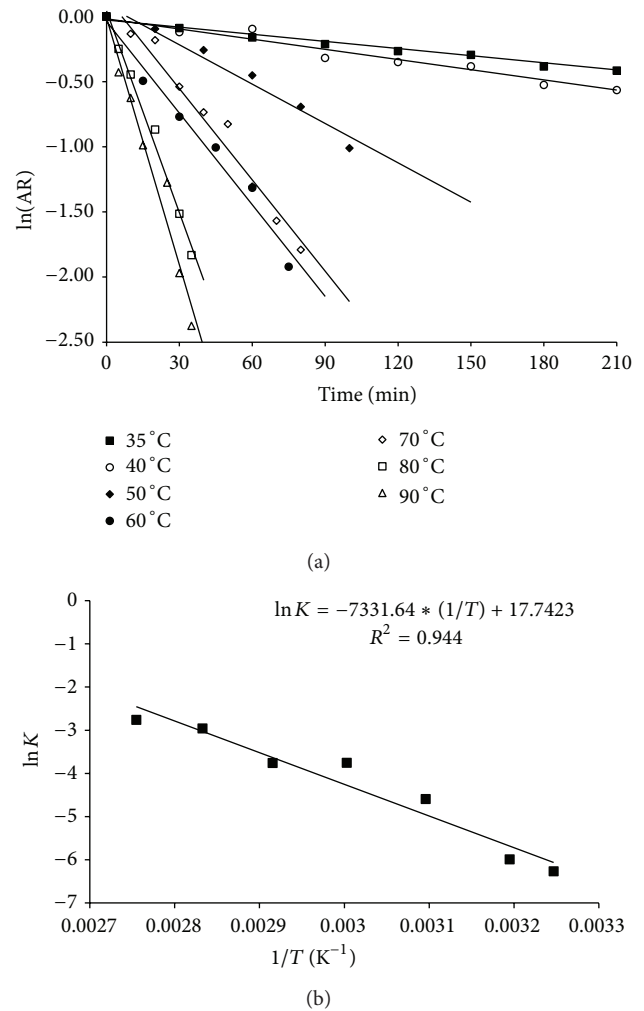 0.00
−0.50
−1.00
−1.50
−2.00
−2.50
ln(AR)
0 30 60 90 120 150 180 210
Time (min)
35°C 70°C
40°C 80°C
50°C 90°C
60°C
(a)
ln K = −7331.64 ∗ (1/T) + 17.7423
R² = 0.944
0
−1
−2
−3
−4
−5
−6
−7
ln K
0.0027 0.0028 0.0029 0.003 0.0031 0.0032 0.0033
1/T (K⁻¹)
(b)